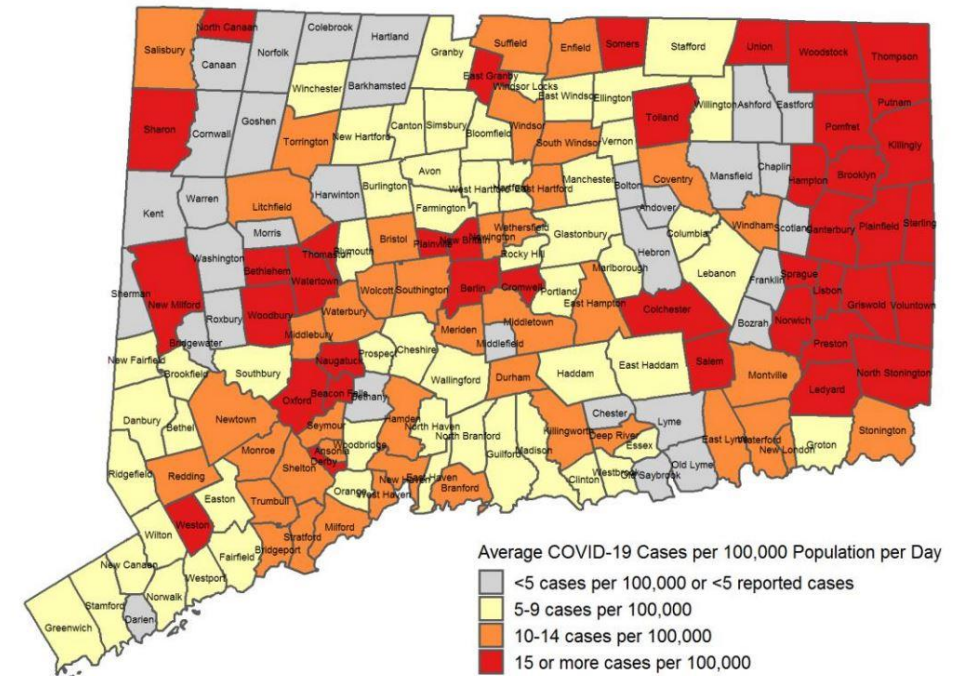 North Canaan
Colebrook
Hartland
Salisbury
Norfolk
Canaan
Granby
Suffield
Enfield
Somers
Stafford
Union
Woodstock
Thompson
East Granby
Barkhamsted
Winchester
Windsor Locks
East Windsor
Ellington
Willington
Ashford
Eastford
Putnam
Sharon
Cornwall
Goshen
Torrington
New Hartford
Canton
Simsbury
Bloomfield
Windsor
South Windsor
Vernon
Tolland
Pomfret
Killingly
Kent
Warren
Litchfield
Harwinton
Burlington
Avon
West Hartford
Hartford
East Hartford
Manchester
Bolton
Coventry
Mansfield
Chaplin
Hampton
Brooklyn
Morris
Farmington
Andover
Columbia
Windham
Scotland
Canterbury
Plainfield
Sterling
Washington
Bethlehem
Thomaston
Watertown
Plymouth
Bristol
Plainville
New Britain
Newington
Wethersfield
Rocky Hill
Glastonbury
Hebron
Marlborough
Lebanon
Franklin
Sprague
Lisbon
Griswold
Voluntown
Sherman
New Milford
Roxbury
Woodbury
Wolcott
Southington
Berlin
Cromwell
Portland
East Hampton
Colchester
Bozrah
Norwich
Preston
Bridgewater
Middlebury
Waterbury
Meriden
Middletown
Middlefield
New Fairfield
Brookfield
Southbury
Naugatuck
Prospect
Cheshire
Wallingford
Durham
Haddam
East Haddam
Salem
Montville
Ledyard
North Stonington
Danbury
Bethel
Newtown
Oxford
Beacon Falls
Bethany
Seymour
Hamden
North Haven
North Branford
Guilford
Madison
Killingworth
Chester
Deep River
Essex
Lyme
East Lyme
Waterford
New London
Groton
Stonington
Ridgefield
Redding
Monroe
Shelton
Ansonia
Derby
Woodbridge
Orange
New Haven
West Haven
East Haven
Branford
Clinton
Westbrook
Old Saybrook
Old Lyme
Weston
Easton
Trumbull
Milford
Stratford
Bridgeport
Wilton
Fairfield
New Canaan
Westport
Norwalk
Greenwich
Stamford
Darien
Average COVID-19 Cases per 100,000 Population per Day
<5 cases per 100,000 or <5 reported cases
5-9 cases per 100,000
10-14 cases per 100,000
15 or more cases per 100,000